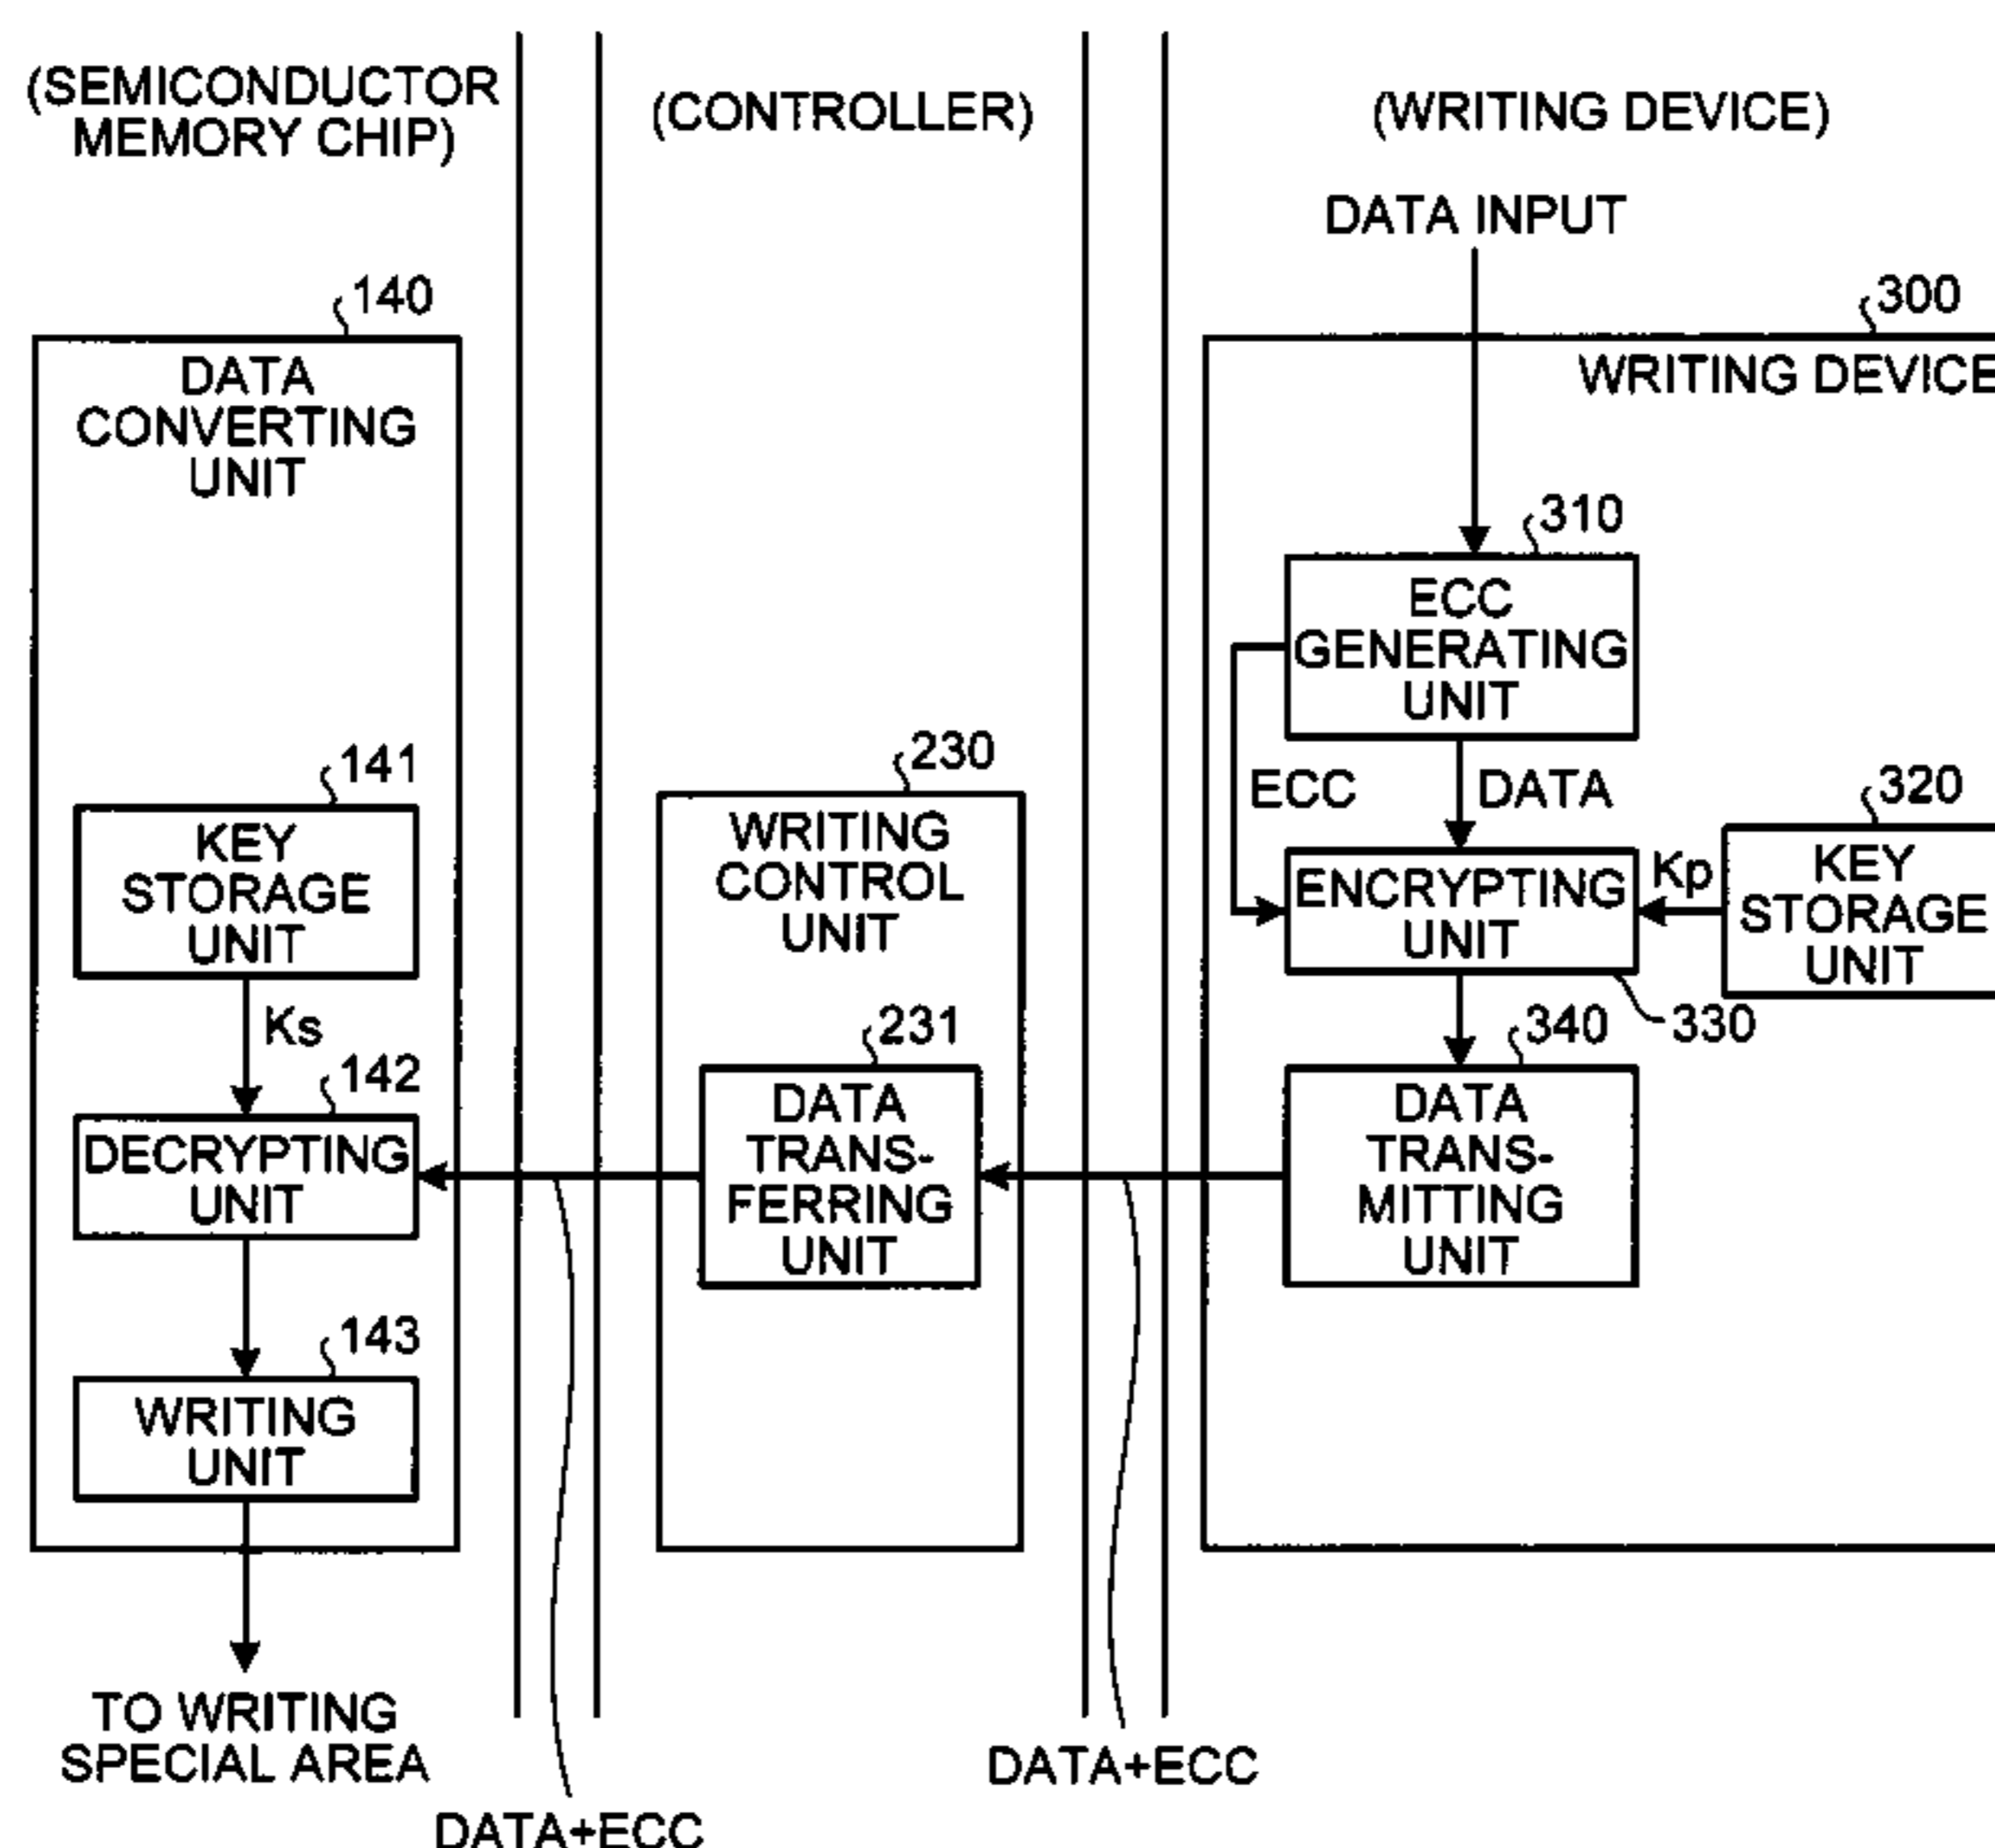 (SEMICONDUCTOR
MEMORY CHIP)
(CONTROLLER)
(WRITING DEVICE)
DATA INPUT
140
DATA
CONVERTING
UNIT
141
KEY
STORAGE
UNIT
Ks
142
DECRYPTING
UNIT
143
WRITING
UNIT
TO WRITING
SPECIAL AREA
DATA+ECC
230
WRITING
CONTROL
UNIT
231
DATA
TRANS-
FERRING
UNIT
DATA+ECC
300
WRITING DEVICE
310
ECC
GENERATING
UNIT
ECC
DATA
320
KEY
STORAGE
UNIT
Kp
ENCRYPTING
UNIT
330
340
DATA
TRANS-
MITTING
UNIT